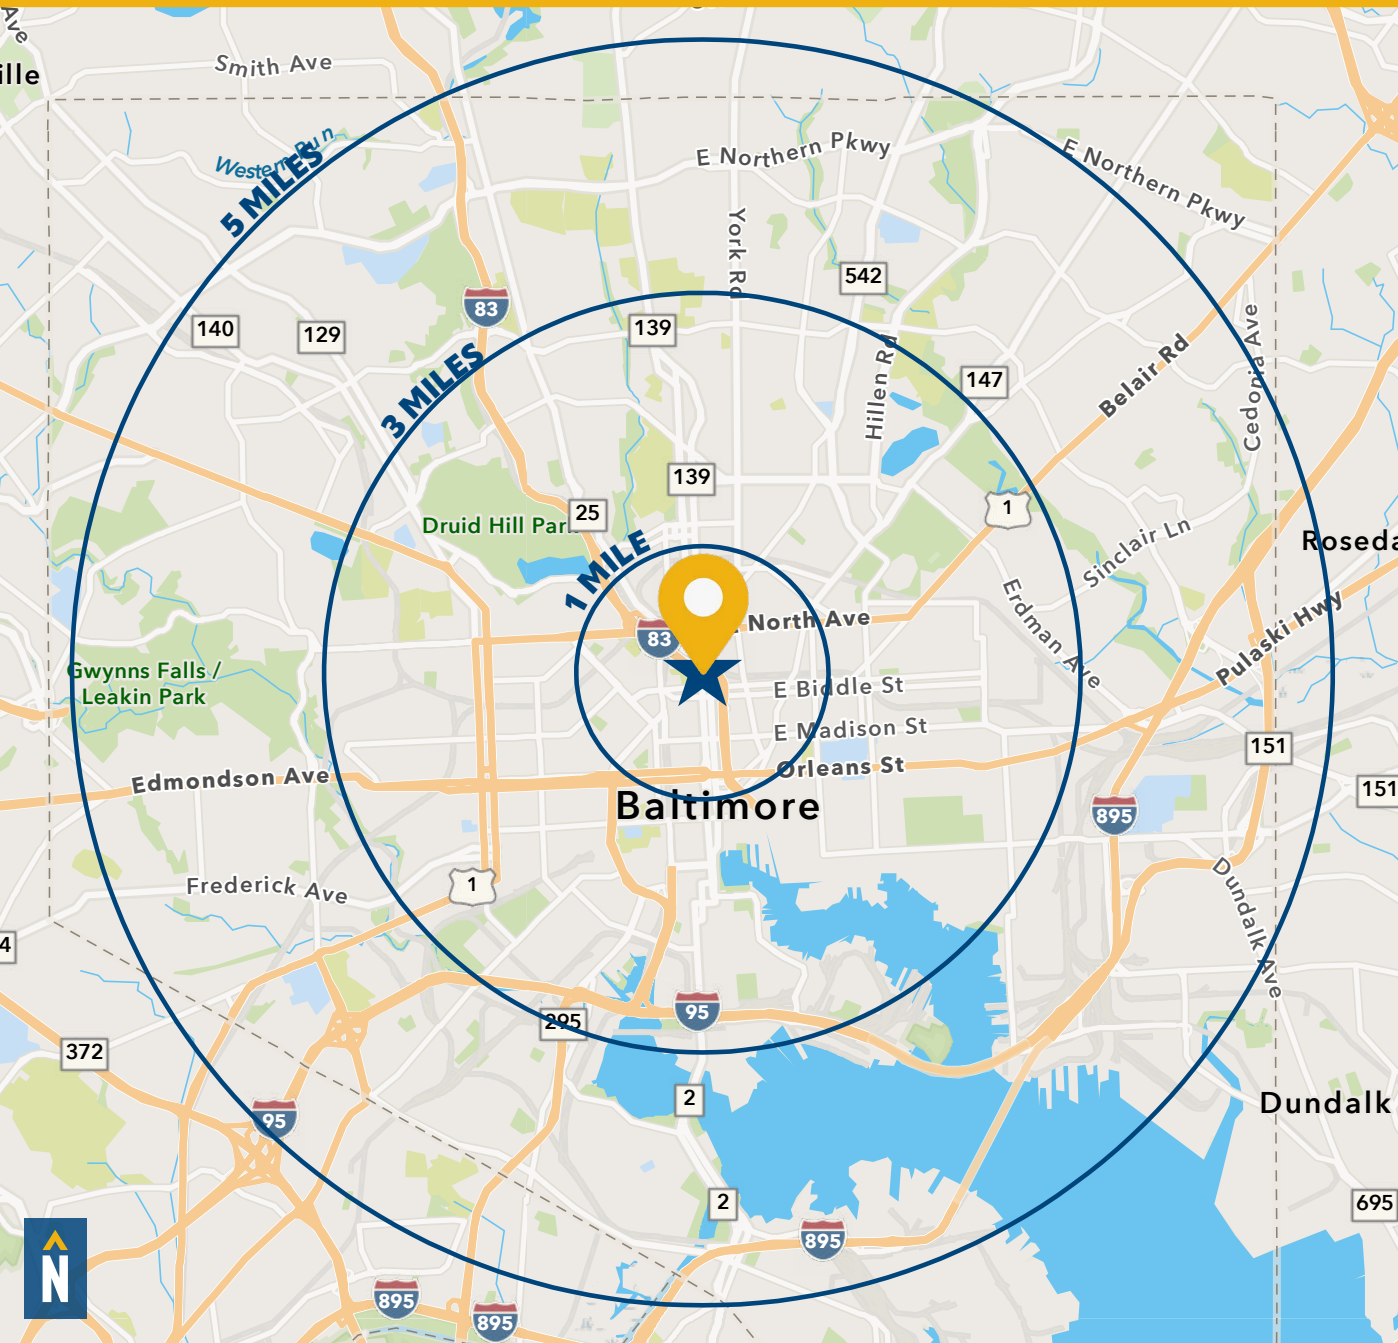 Ave
Smith Ave
ille
Western Run
5 MILES
E Northern Pkwy
E Northern Pkwy
York Rd
542
83
140
129
139
3 MILES
Hillen Rd
147
Belair Rd
Cedonia Ave
139
25
1
Druid Hill Par
1 MILE
Sinclair Ln
Roseda
Erdman Ave
North Ave
83
Pulaski Hwy
Gwynns Falls /
Leakin Park
E Biddle St
E Madison St
151
Orleans St
Edmondson Ave
151
Baltimore
895
Frederick Ave
1
Dundalk Ave
4
95
295
372
2
Dundalk
95
2
695
895
N
895
895